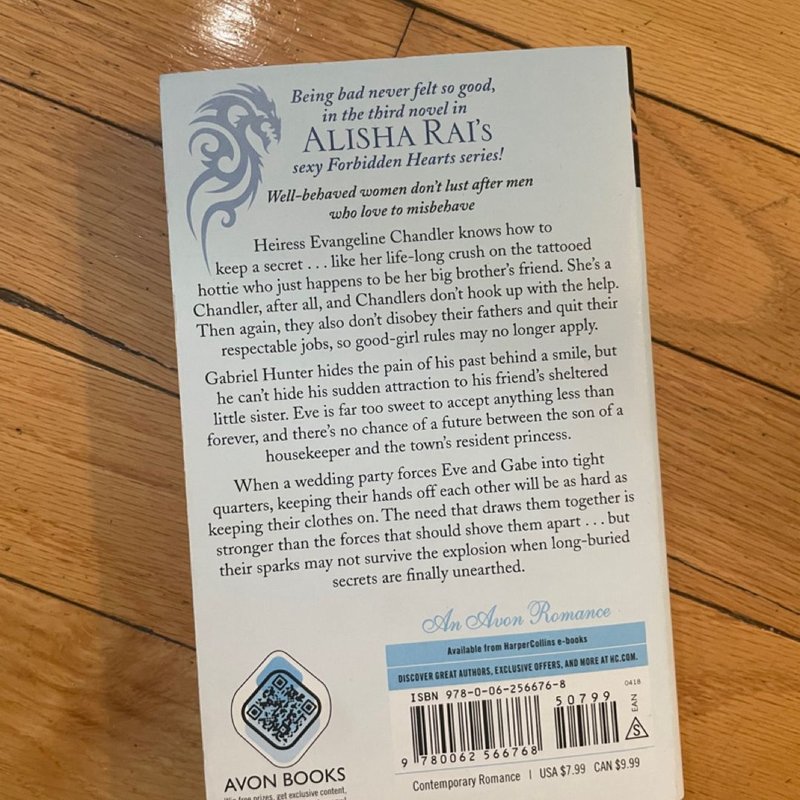 Being bad never felt so good,
in the third novel in
ALISHA RAI'S
sexy Forbidden Hearts series!
Well-behaved women don't lust after men
who love to misbehave
Heiress Evangeline Chandler knows how to
keep a secret . . . like her life-long crush on the tattooed
hottie who just happens to be her big brother's friend. She's a
Chandler, after all, and Chandlers don't hook up with the help.
Then again, they also don't disobey their fathers and quit their
respectable jobs, so good-girl rules may no longer apply.
Gabriel Hunter hides the pain of his past behind a smile, but
he can't hide his sudden attraction to his friend's sheltered
little sister. Eve is far too sweet to accept anything less than
forever, and there's no chance of a future between the son of a
housekeeper and the town's resident princess.
When a wedding party forces Eve and Gabe into tight
quarters, keeping their hands off each other will be as hard as
keeping their clothes on. The need that draws them together is
stronger than the forces that should shove them apart . . . but
their sparks may not survive the explosion when long-buried
secrets are finally unearthed.
An Avon Romance
Available from HarperCollins e-books
DISCOVER GREAT AUTHORS, EXCLUSIVE OFFERS, AND MORE AT HC.COM.
ISBN 978-0-06-256676-8
0418
50799
EAN
S
9 780062 566768
Contemporary Romance | USA $7.99 CAN $9.99
AVON BOOKS
Win free prizes, get exclusive content,